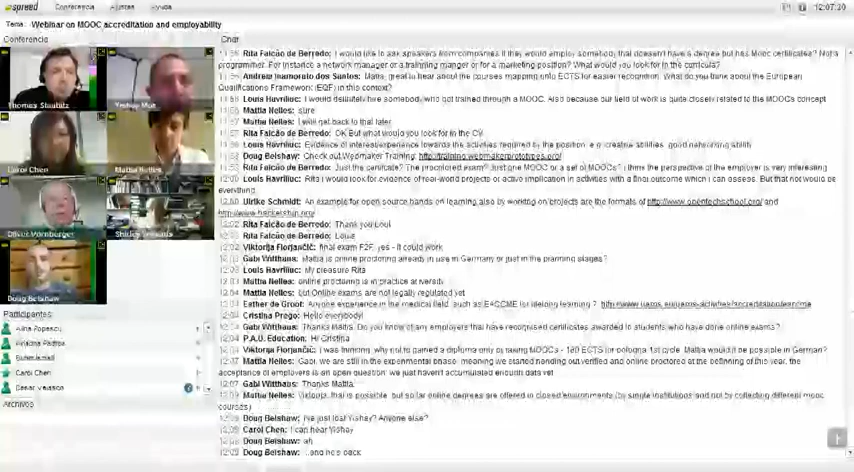 spreed Conferencia Ajustes Ayuda 12:07:20
Tema: Webinar on MOOC accreditation and employability
Conferencia
Chat
Thomas Staubitz
Yishay Mor
Carol Chen
Mattia Nelles
Oliver Vornberger
Doug Belshaw
Participantes
Alina Popescu
Carol Chen
Archivos
Rita Falcão de Berredo: I would like to ask speakers from companies if they would employ somebody that doesn't have a degree but has Mooc certificates? Not a
programmer. For instance a network manager or a training manager or for a marketing position? What would you look for in the curricula?
Andreia Inamorato dos Santos: Mattia, great to hear about the courses mapping onto ECTS for easier recognition. What do you think about the European
Qualifications Framework (EQF) in this context?
Louis Havriliuc: I would definitely hire somebody who got trained through a MOOC. Also because our field of work is quite closely related to the MOOCs concept
Mattia Nelles: sure
Mattia Nelles: I will get back to that later
Rita Falcão de Berredo: OK But what would you look for in the CV
Louis Havriliuc: Evidence of interest/experience towards the activities required by the position, e.g. creative abilities, good networking ability
Doug Belshaw: Check out Webmaker Training: http://training.webmakerprototypes.org/
Rita Falcão de Berredo: Just the certificate? The proctored exam? Just one MOOC or a set of MOOCs? I think the perspective of the employer is very interesting
Louis Havriliuc: Rita I would look for evidence of real-world projects or active implication in activities with a final outcome which I can assess. But that would not be
everything
Ulrike Schmidt: An example for open source hands on learning also by working on projects are the formats of http://www.opentechschool.org/ and
Rita Falcão de Berredo: Thank you Loui
Rita Falcão de Berredo: Louis
Viktorija Florjančič: final exam F2F, yes - it could work
Gabi Witthaus: Mattia is online proctoring already in use in Germany or just in the planning stages?
Louis Havriliuc: My pleasure Rita
Mattia Nelles: online proctoring is in practice at iversity
Mattia Nelles: but Online exams are not legally regulated yet
Esther de Groot: Anyone experience in the medical field, such as EACCME for lifelong learning?
Cristina Prego: Hello everybody!
Gabi Witthaus: Thanks Mattia. Do you know of any employers that have recognised certificates awarded to students who have done online exams?
P.A.U. Education: Hi Cristina
Viktorija Florjančič: I was thinking, why not to gained a diploma only by taking MOOCs - 180 ECTS for bologna 1st cycle. Mattia would it be possible in Germany?
Mattia Nelles: Gabi, we are still in the experimental phase, meaning we started handing out verified and online proctored at the beginning of this year, the
acceptance of employers is an open question; we just haven't accumulated enough data yet
12:07 Gabi Witthaus: Thanks Mattia.
Mattia Nelles: Viktorija, that is possible, but so far online degrees are offered in closed environments (by single institutions and not by collecting different mooc
courses)
Doug Belshaw: I've just lost Yishay? Anyone else?
Carol Chen: I can hear Yishay
Doug Belshaw: ah
Doug Belshaw: ...and he's back